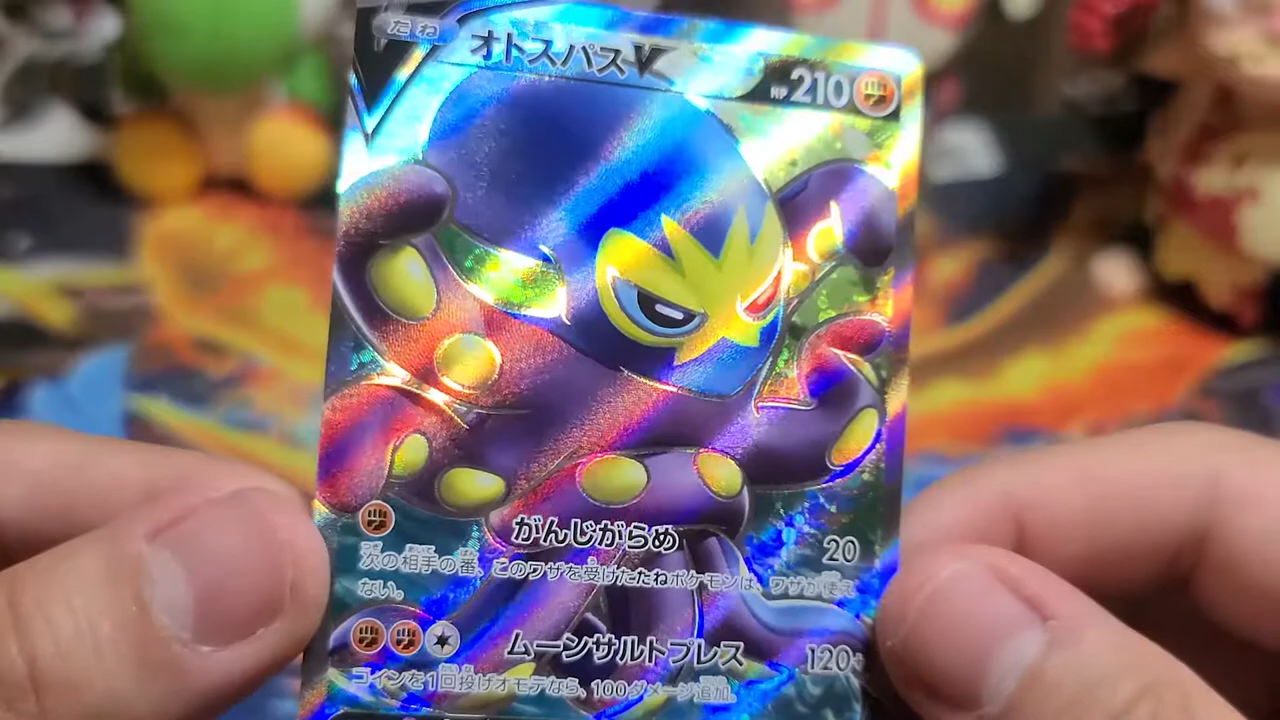 たね オトスパスV HP210
がんじがらめ 20
次の相手の番、このワザを受けたたねポケモンは、ワザが使え
ない。
ムーンサルトプレス 120+
コインを1回投げオモテなら、100ダメージ追加。